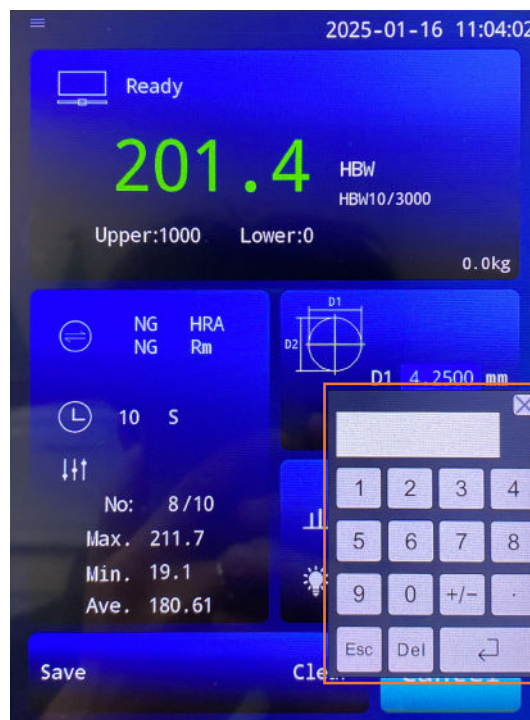 2025-01-16 11:04:02
Ready
201.4 HBW
HBW10/3000
Upper:1000 Lower:0
0.0kg
NG HRA
NG Rm
D1
D2
D1 4.2500 mm
10 S
No: 8/10
Max. 211.7
Min. 19.1
Ave. 180.61
1 2 3 4
5 6 7 8
9 0 +/- .
Esc Del
Save
Cancel